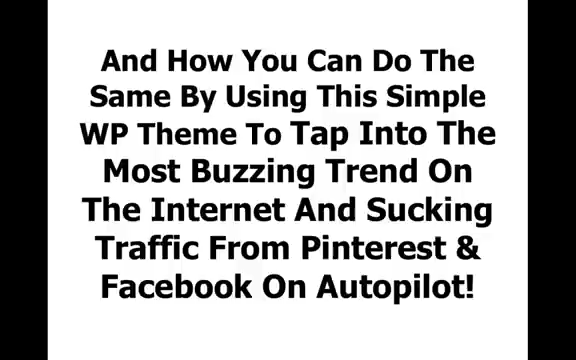 And How You Can Do The
Same By Using This Simple
WP Theme To Tap Into The
Most Buzzing Trend On
The Internet And Sucking
Traffic From Pinterest &
Facebook On Autopilot!